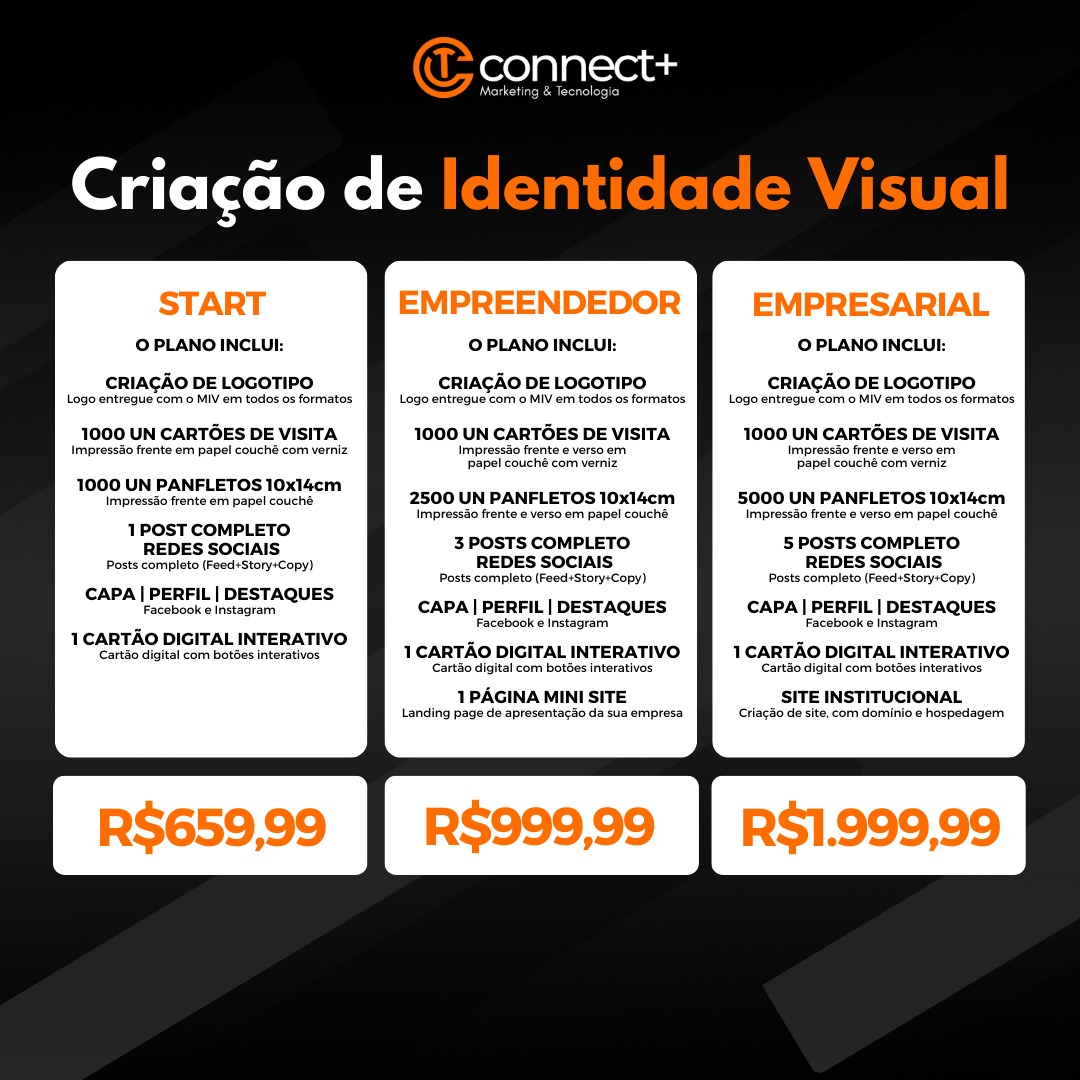 connect+
Marketing & Tecnologia
Criação de Identidade Visual
START
O PLANO INCLUI:
CRIAÇÃO DE LOGOTIPO
Logo entregue com o MIV em todos os formatos
1000 UN CARTÕES DE VISITA
Impressão frente em papel couchê com verniz
1000 UN PANFLETOS 10x14cm
Impressão frente em papel couchê
1 POST COMPLETO
REDES SOCIAIS
Posts completo (Feed+Story+Copy)
CAPA | PERFIL | DESTAQUES
Facebook e Instagram
1 CARTÃO DIGITAL INTERATIVO
Cartão digital com botões interativos
R$659,99
EMPREENDEDOR
O PLANO INCLUI:
CRIAÇÃO DE LOGOTIPO
Logo entregue com o MIV em todos os formatos
1000 UN CARTÕES DE VISITA
Impressão frente e verso em
papel couchê com verniz
2500 UN PANFLETOS 10x14cm
Impressão frente e verso em papel couchê
3 POSTS COMPLETO
REDES SOCIAIS
Posts completo (Feed+Story+Copy)
CAPA | PERFIL | DESTAQUES
Facebook e Instagram
1 CARTÃO DIGITAL INTERATIVO
Cartão digital com botões interativos
1 PÁGINA MINI SITE
Landing page de apresentação da sua empresa
R$999,99
EMPRESARIAL
O PLANO INCLUI:
CRIAÇÃO DE LOGOTIPO
Logo entregue com o MIV em todos os formatos
1000 UN CARTÕES DE VISITA
Impressão frente e verso em
papel couchê com verniz
5000 UN PANFLETOS 10x14cm
Impressão frente e verso em papel couchê
5 POSTS COMPLETO
REDES SOCIAIS
Posts completo (Feed+Story+Copy)
CAPA | PERFIL | DESTAQUES
Facebook e Instagram
1 CARTÃO DIGITAL INTERATIVO
Cartão digital com botões interativos
SITE INSTITUCIONAL
Criação de site, com domínio e hospedagem
R$1.999,99